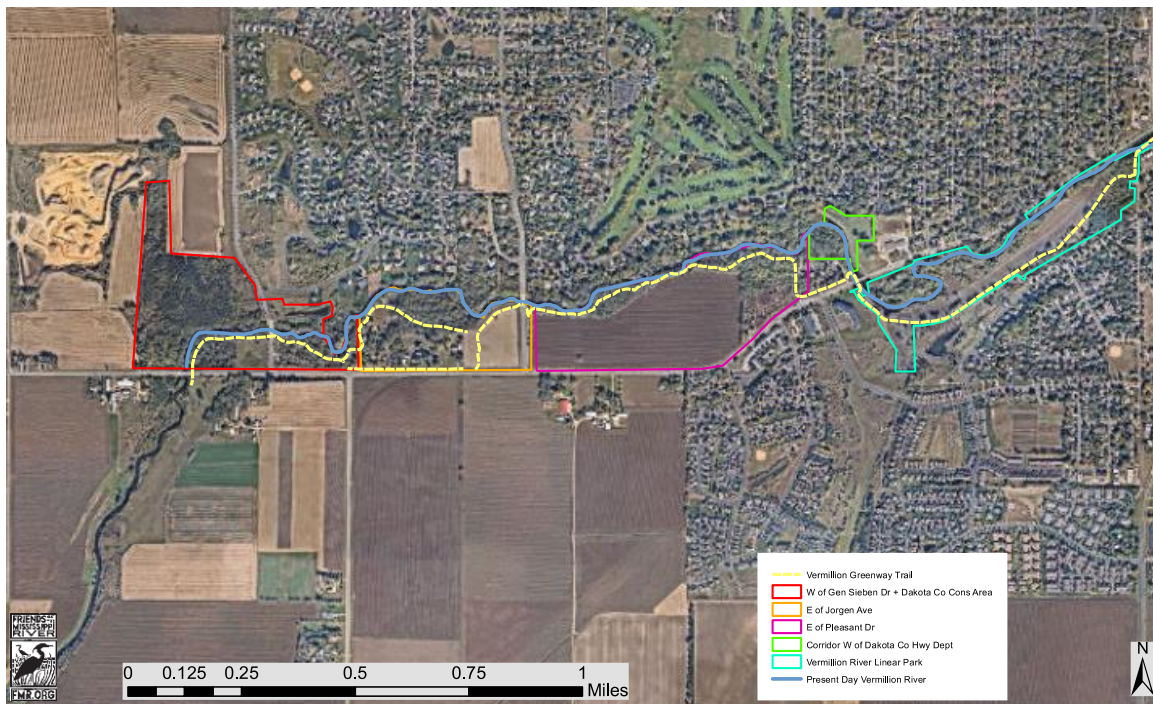 Vermillion Greenway Trail
W of Gen Sieben Dr + Dakota Co Cons Area
E of Jorgen Ave
E of Pleasant Dr
Corridor W of Dakota Co Hwy Dept
Vermillion River Linear Park
Present Day Vermillion River
N
FRIENDS OF THE
MISSISSIPPI
RIVER
FMR.ORG
0 0.125 0.25 0.5 0.75 1
Miles